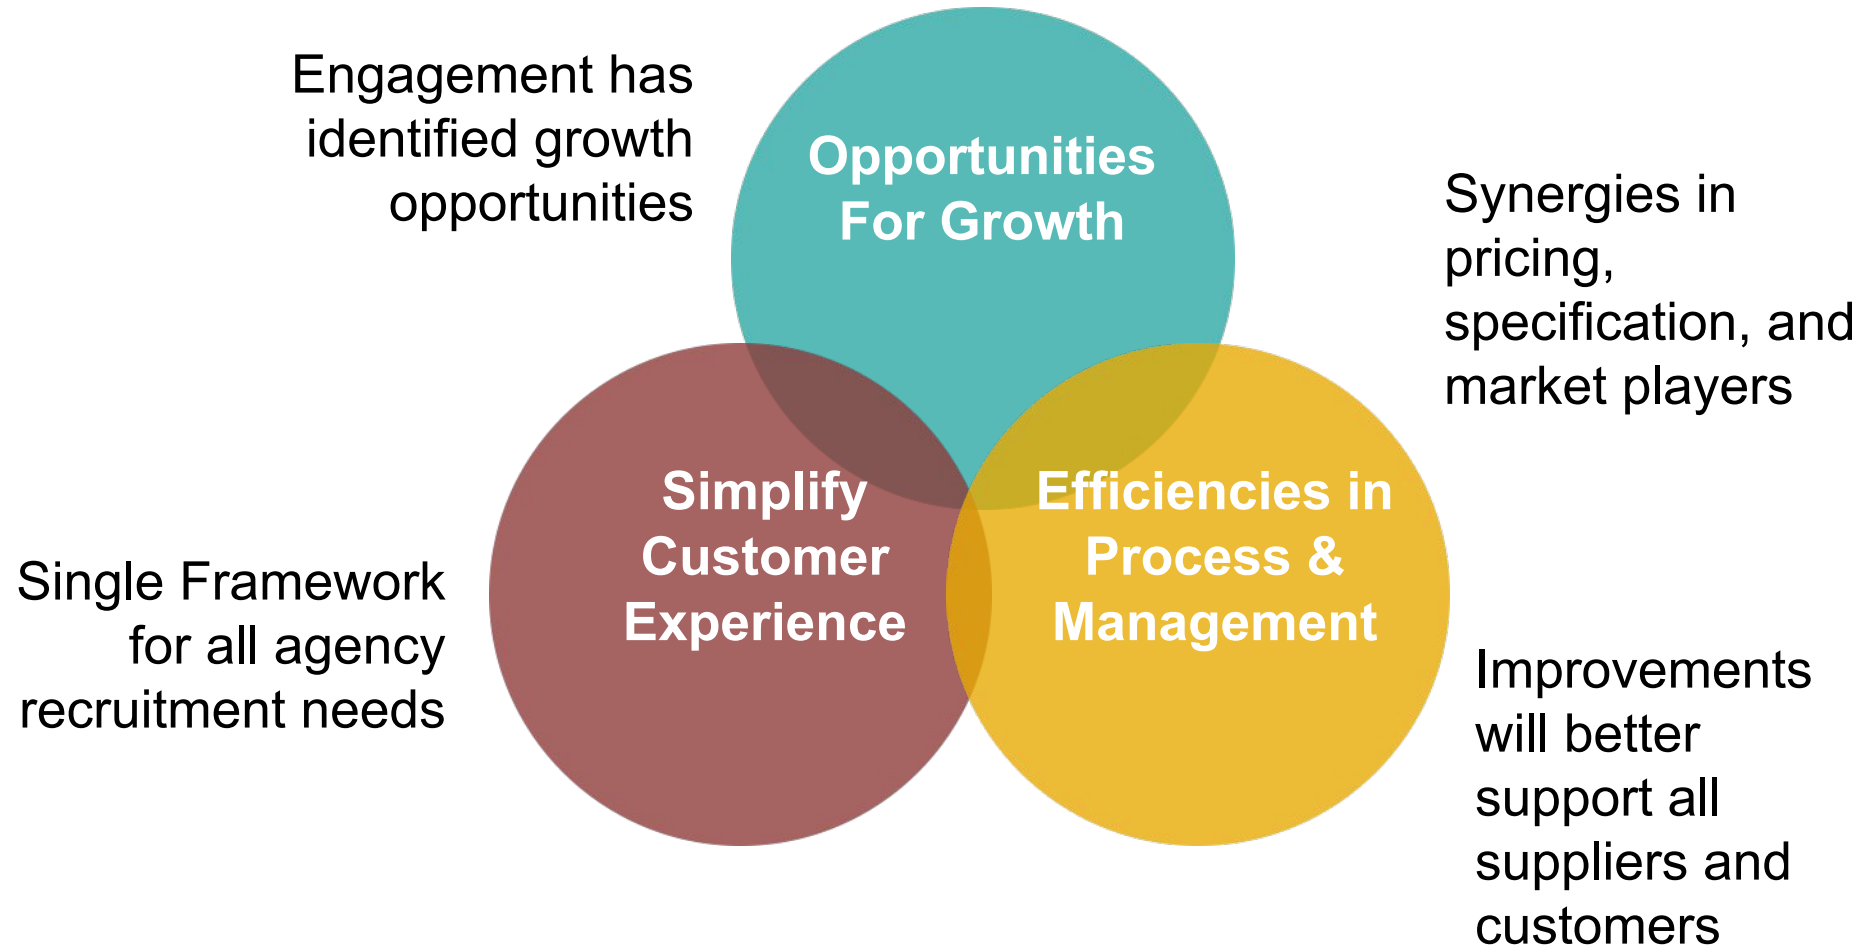 Engagement has
identified growth
opportunities
Opportunities
For Growth
Synergies in
pricing,
specification, and
market players
Simplify
Customer
Experience
Efficiencies in
Process &
Management
Single Framework
for all agency
recruitment needs
Improvements
will better
support all
suppliers and
customers